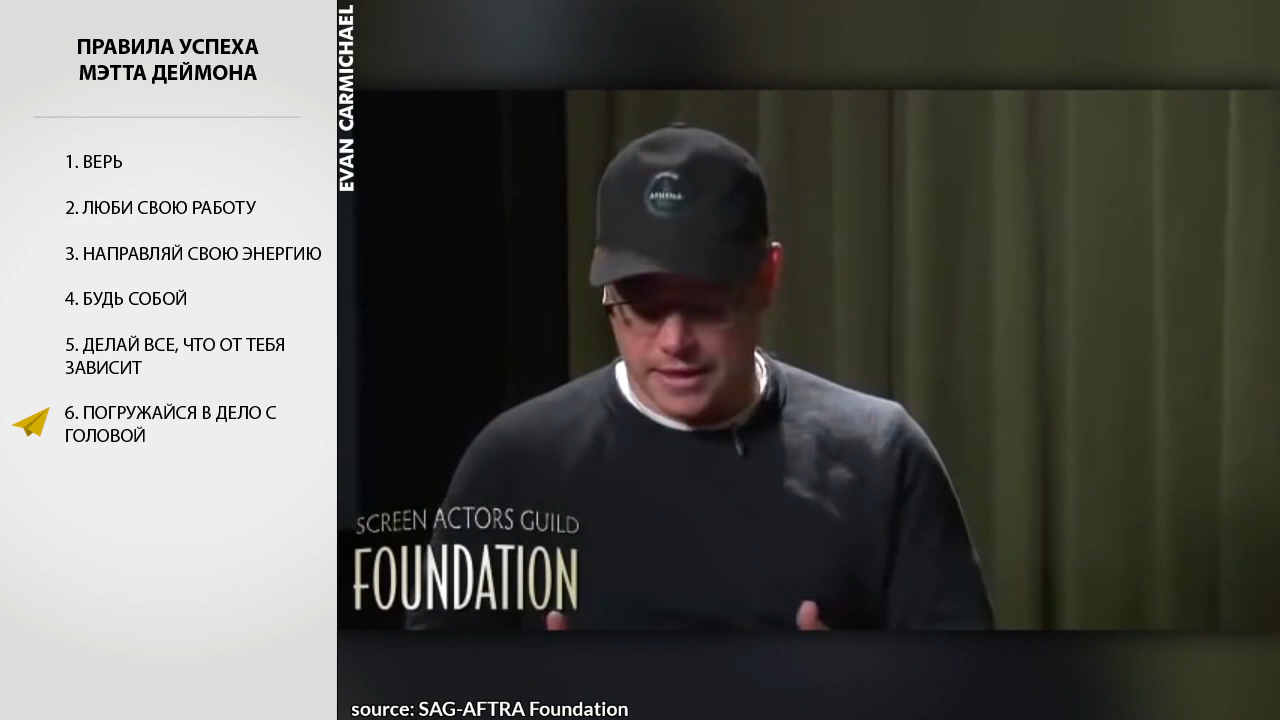 ПРАВИЛА УСПЕХА
МЭТТА ДЕЙМОНА
1. ВЕРЬ
2. ЛЮБИ СВОЮ РАБОТУ
3. НАПРАВЛЯЙ СВОЮ ЭНЕРГИЮ
4. БУДЬ СОБОЙ
5. ДЕЛАЙ ВСЕ, ЧТО ОТ ТЕБЯ
ЗАВИСИТ
6. ПОГРУЖАЙСЯ В ДЕЛО С
ГОЛОВОЙ
EVAN CARMICHAEL
ATHENA
SCREEN ACTORS GUILD
FOUNDATION
source: SAG-AFTRA Foundation